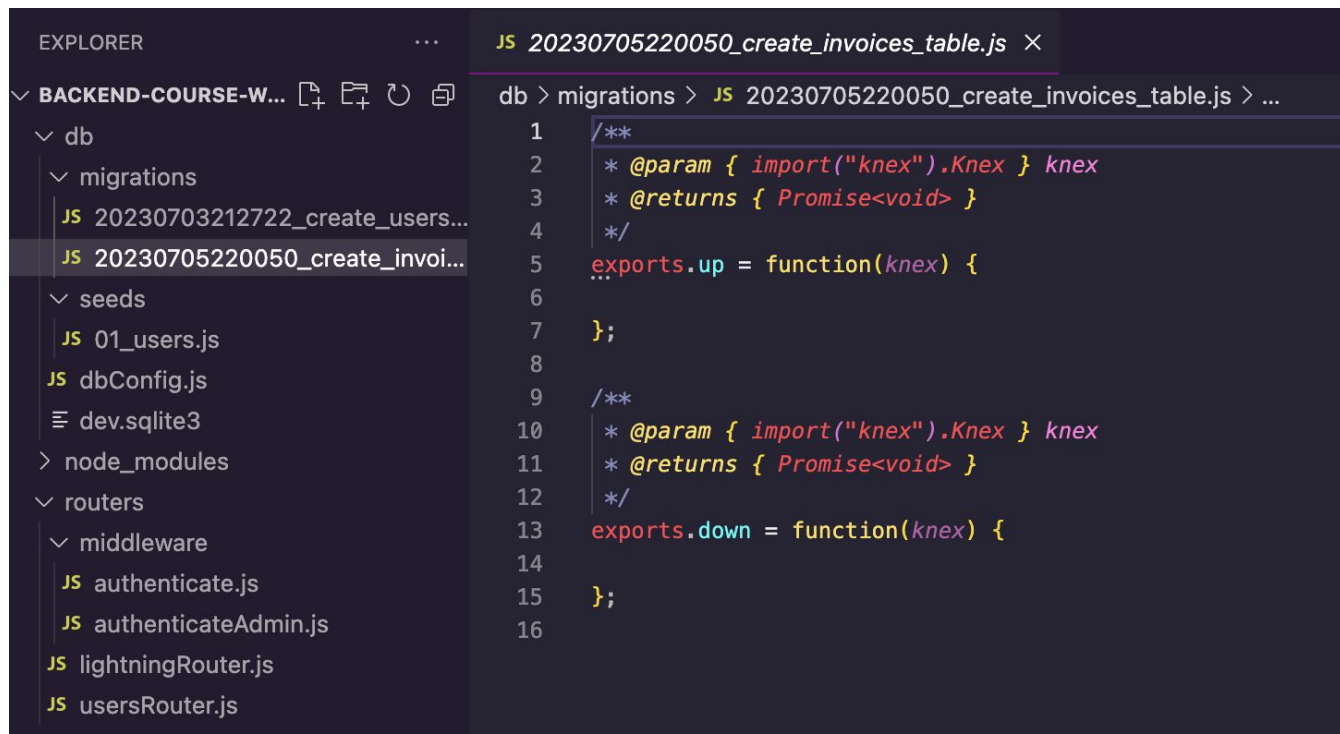 EXPLORER ...
BACKEND-COURSE-W...
db
migrations
JS 20230703212722_create_users...
JS 20230705220050_create_invoi...
seeds
JS 01_users.js
JS dbConfig.js
dev.sqlite3
node_modules
routers
middleware
JS authenticate.js
JS authenticateAdmin.js
JS lightningRouter.js
JS usersRouter.js
JS 20230705220050_create_invoices_table.js
db > migrations > JS 20230705220050_create_invoices_table.js > ...
1 /**
2 * @param { import("knex").Knex } knex
3 * @returns { Promise<void> }
4 */
5 exports.up = function(knex) {
6
7 };
8
9 /**
10 * @param { import("knex").Knex } knex
11 * @returns { Promise<void> }
12 */
13 exports.down = function(knex) {
14
15 };
16